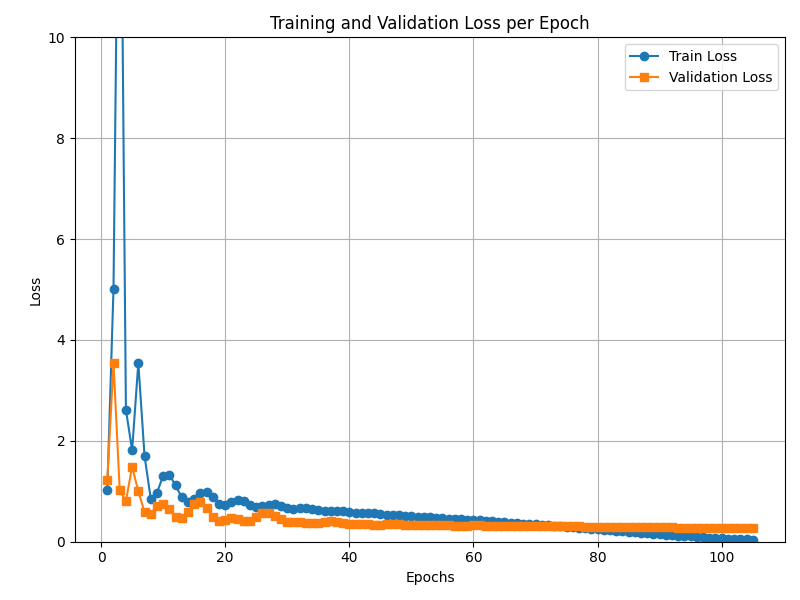 Training and Validation Loss per Epoch
10
Train Loss
Validation Loss
8
6
Loss
4
2
0
0 20 40 60 80 100
Epochs